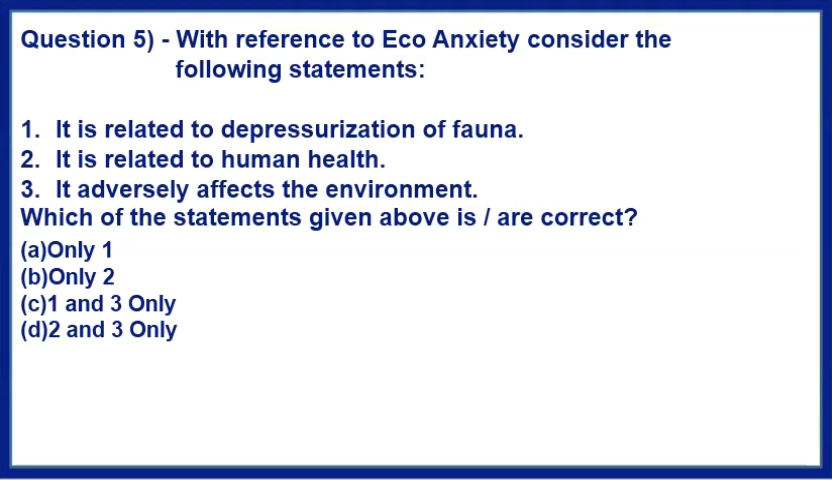 Question 5) - With reference to Eco Anxiety consider the
following statements:
1. It is related to depressurization of fauna.
2. It is related to human health.
3. It adversely affects the environment.
Which of the statements given above is / are correct?
(a)Only 1
(b)Only 2
(c)1 and 3 Only
(d)2 and 3 Only